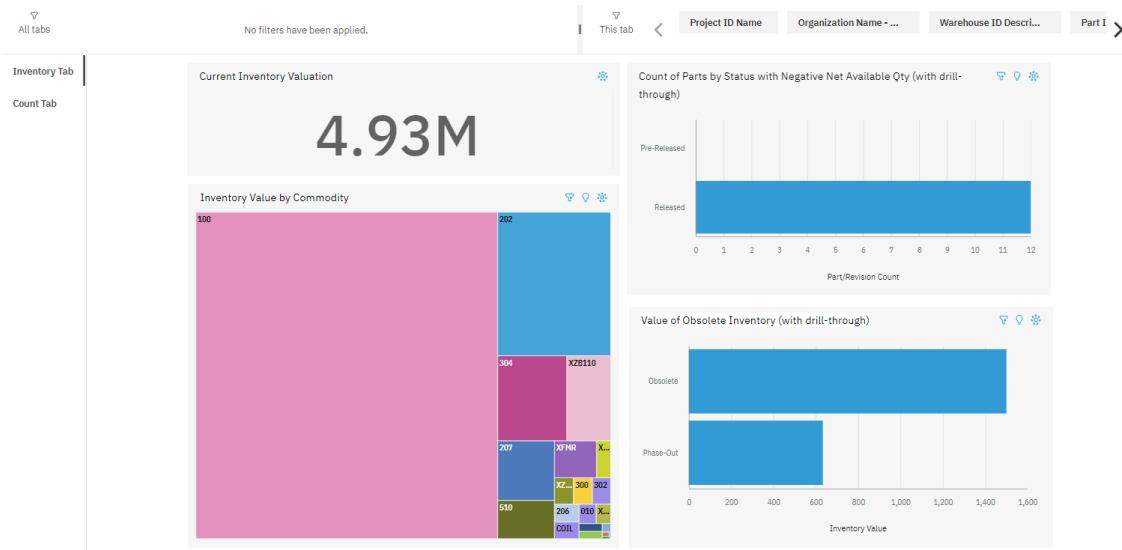 All tabs
No filters have been applied.
This tab
Project ID Name
Organization Name - ...
Warehouse ID Descri...
Part I
Inventory Tab
Count Tab
Current Inventory Valuation
4.93M
Inventory Value by Commodity
100
202
304
XZB110
207
XFMR
X...
XZ...
300
302
510
206
010
X...
COIL
Count of Parts by Status with Negative Net Available Qty (with drill-
through)
Pre-Released
Released
0 1 2 3 4 5 6 7 8 9 10 11 12
Part/Revision Count
Value of Obsolete Inventory (with drill-through)
Obsolete
Phase-Out
0 200 400 600 800 1,000 1,200 1,400 1,600
Inventory Value